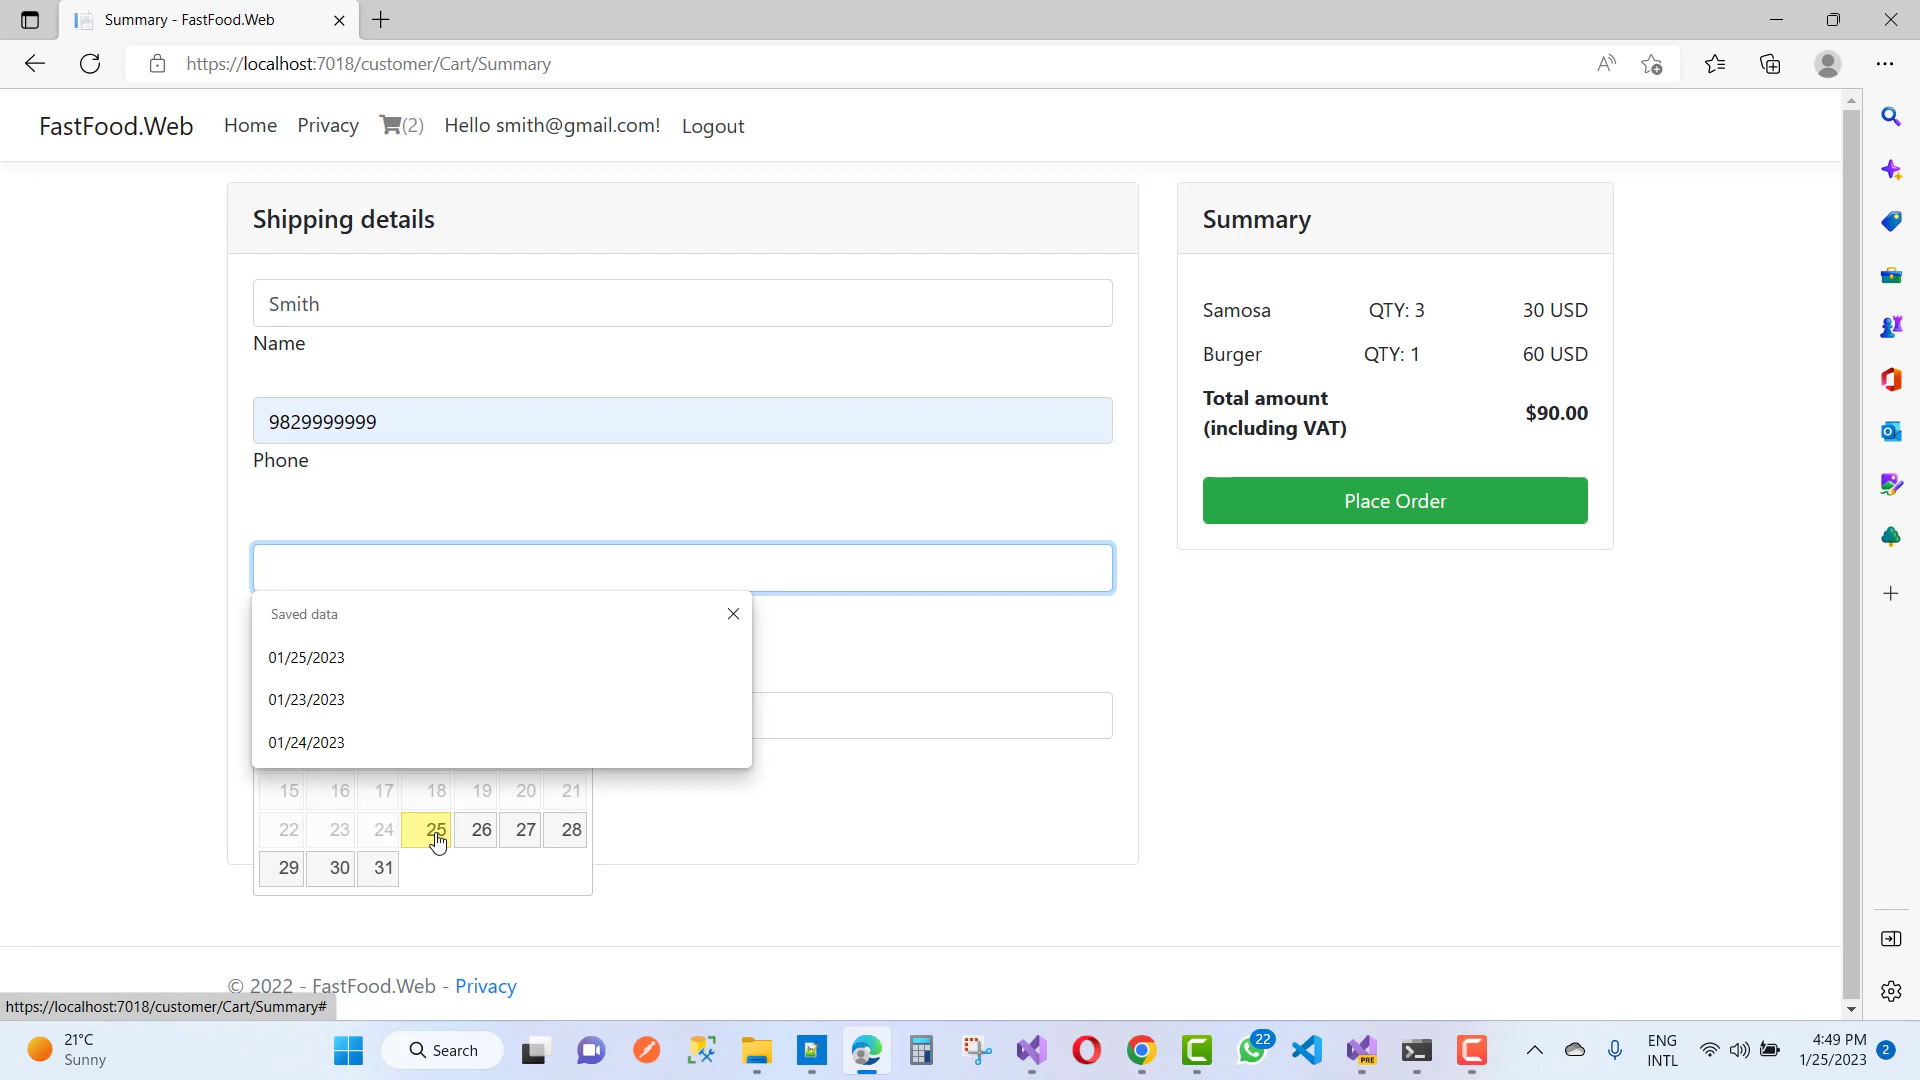 Summary - FastFood.Web
https://localhost:7018/customer/Cart/Summary
FastFood.Web Home Privacy (2) Hello smith@gmail.com! Logout
Shipping details
Smith
Name
9829999999
Phone
Saved data
01/25/2023
01/23/2023
01/24/2023
15 16 17 18 19 20 21
22 23 24 25 26 27 28
29 30 31
Summary
Samosa QTY: 3 30 USD
Burger QTY: 1 60 USD
Total amount
(including VAT) $90.00
Place Order
© 2022 - FastFood.Web - Privacy
https://localhost:7018/customer/Cart/Summary#
21°C
Sunny
Search
22
PRE
ENG
INTL
4:49 PM
1/25/2023
2